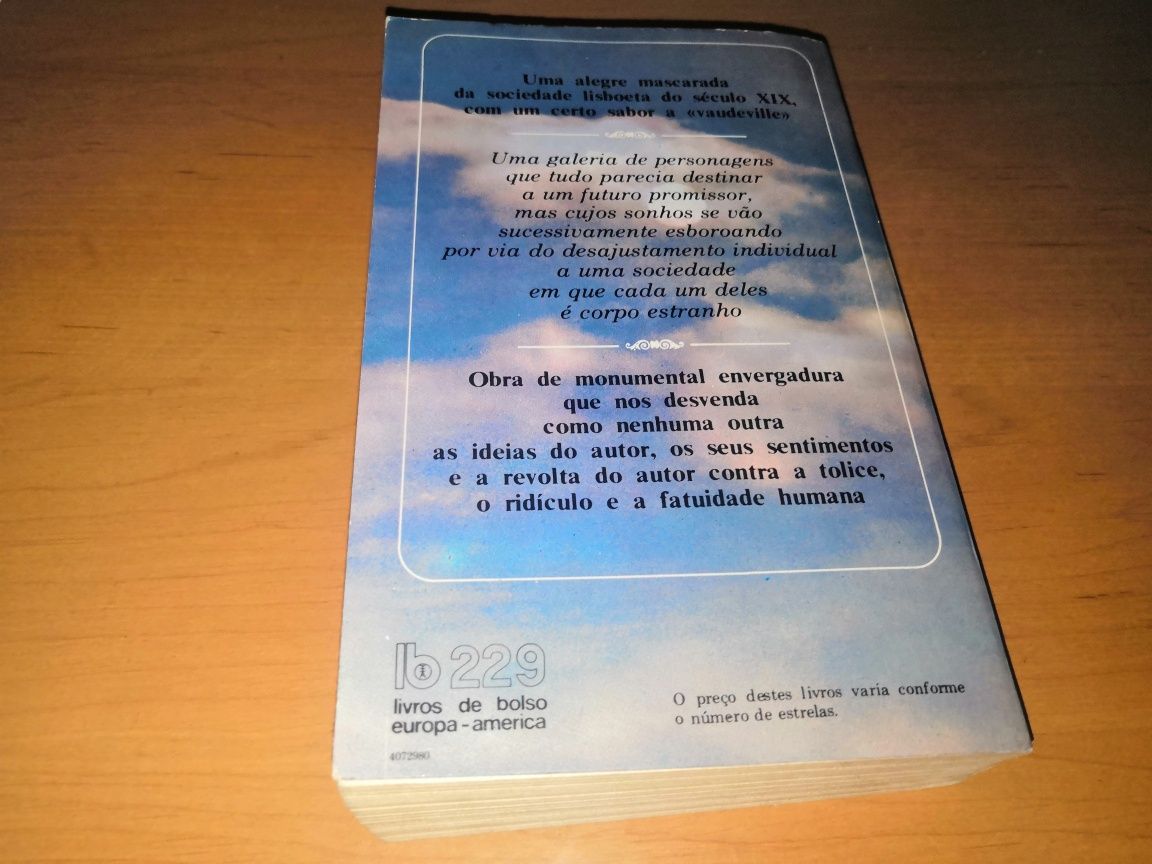 Uma alegre mascarada
da sociedade lisboeta do século XIX,
com um certo sabor a «vaudeville»
Uma galeria de personagens
que tudo parecia destinar
a um futuro promissor,
mas cujos sonhos se vão
sucessivamente esboroando
por via do desajustamento individual
a uma sociedade
em que cada um deles
é corpo estranho
Obra de monumental envergadura
que nos desvenda
como nenhuma outra
as ideias do autor, os seus sentimentos
e a revolta do autor contra a tolice,
o ridículo e a fatuidade humana
lb 229
livros de bolso
europa-america
O preço destes livros varia conforme
o número de estrelas.
4072980